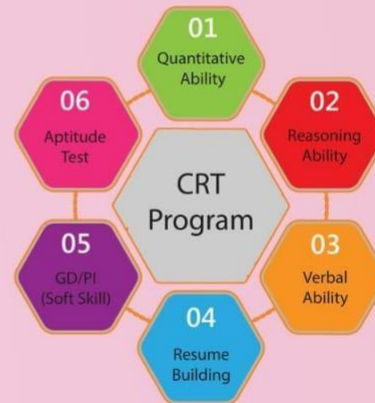 01
Quantitative
Ability
02
Reasoning
Ability
03
Verbal
Ability
04
Resume
Building
05
GD/PI
(Soft Skill)
06
Aptitude
Test
CRT
Program